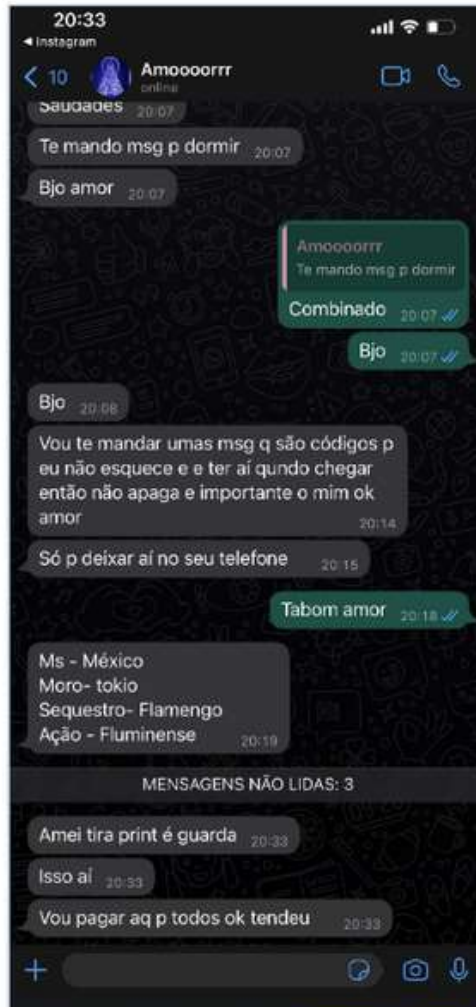 20:33
Instagram
10
Amoooorrr
online
Saudades 20:07
Te mando msg p dormir 20:07
Bjo amor 20:07
Amoooorrr
Te mando msg p dormir
Combinado 20:07
Bjo 20:07
Bjo 20:08
Vou te mandar umas msg q são códigos p
eu não esquece e e ter aí qundo chegar
então não apaga e importante o mim ok
amor 20:14
Só p deixar aí no seu telefone 20:15
Tabom amor 20:18
Ms - México
Moro- tokio
Sequestro- Flamengo
Ação - Fluminense 20:19
MENSAGENS NÃO LIDAS: 3
Amei tira print é guarda 20:33
Isso aí 20:33
Vou pagar aq p todos ok tendeu 20:33